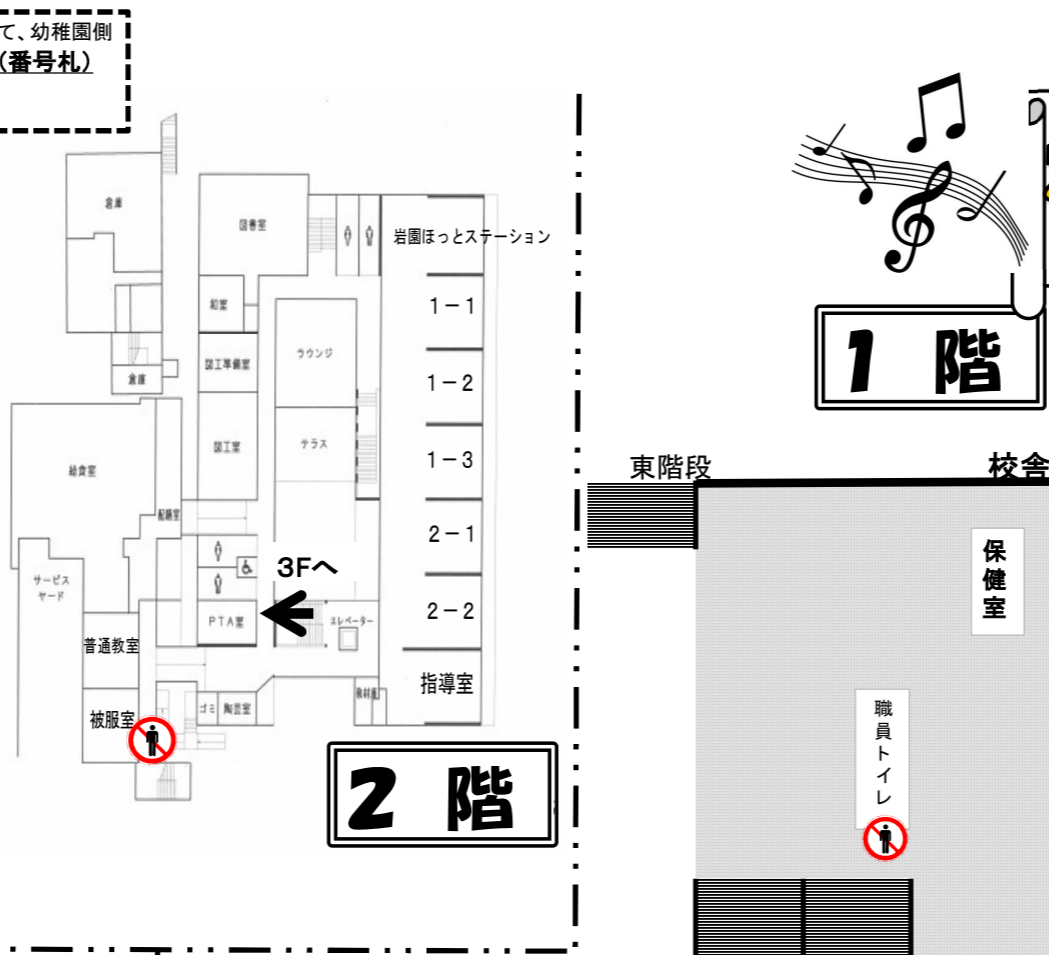 て、幼稚園側
(番号札)
倉庫
図書室
岩園ほっとステーション
和室
1-1
図工準備室
ラウンジ
1-2
倉庫
図工室
テラス
1-3
給食室
配膳室
2-1
3Fへ
サービス
ヤード
PTA室
エレベーター
2-2
普通教室
指導室
被服室
ゴミ
陶芸室
教材庫
2 階
1 階
東階段
校舎
保健室
職員トイレ